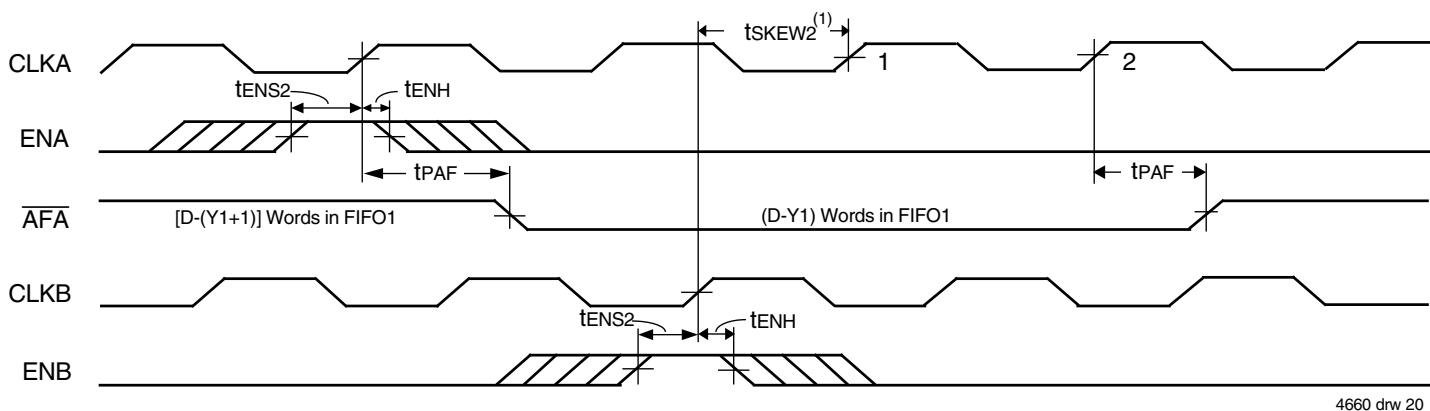 tSKEW2(1)
CLKA
1
2
tENS2
tENH
ENA
tPAF
tPAF
AFA
[D-(Y1+1)] Words in FIFO1
(D-Y1) Words in FIFO1
CLKB
tENS2
tENH
ENB
4660 drw 20